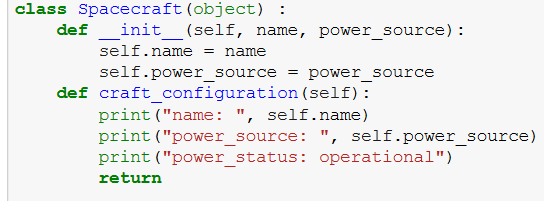 class Spacecraft(object) :
    def __init__(self, name, power_source):
        self.name = name
        self.power_source = power_source
    def craft_configuration(self):
        print("name: ", self.name)
        print("power_source: ", self.power_source)
        print("power_status: operational")
        return